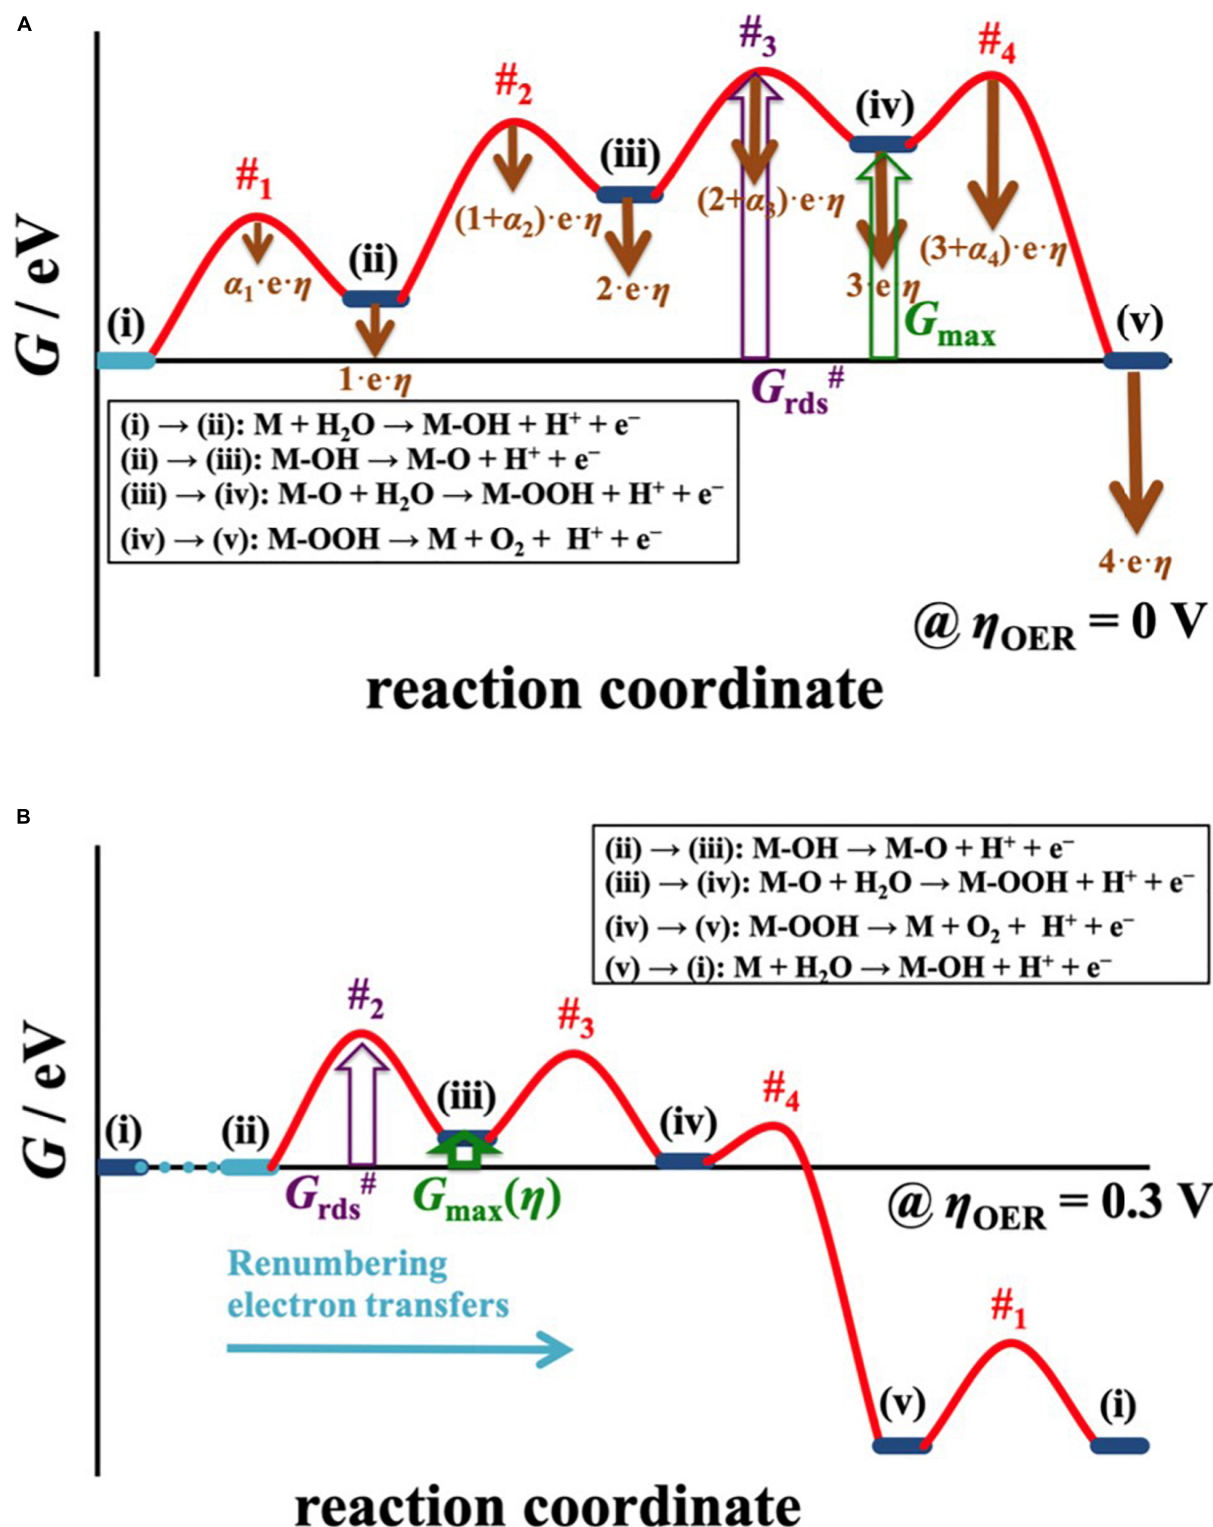 A
#3
#4
#2
(iv)
(iii)
#1
(2+α3)·e·η
(1+α2)·e·η
(3+α4)·e·η
(ii)
α1·e·η
2·e·η
3·e·η
(i)
Gmax
(v)
G / eV
1·e·η
Grds#
(i) → (ii): M + H2O → M-OH + H+ + e−
(ii) → (iii): M-OH → M-O + H+ + e−
(iii) → (iv): M-O + H2O → M-OOH + H+ + e−
(iv) → (v): M-OOH → M + O2 + H+ + e−
4·e·η
@ ηOER = 0 V
reaction coordinate
B
(ii) → (iii): M-OH → M-O + H+ + e−
(iii) → (iv): M-O + H2O → M-OOH + H+ + e−
(iv) → (v): M-OOH → M + O2 + H+ + e−
(v) → (i): M + H2O → M-OH + H+ + e−
#2
#3
#4
(iii)
(i)
(ii)
(iv)
G / eV
Grds#
Gmax(η)
@ ηOER = 0.3 V
Renumbering
electron transfers
#1
(v)
(i)
reaction coordinate